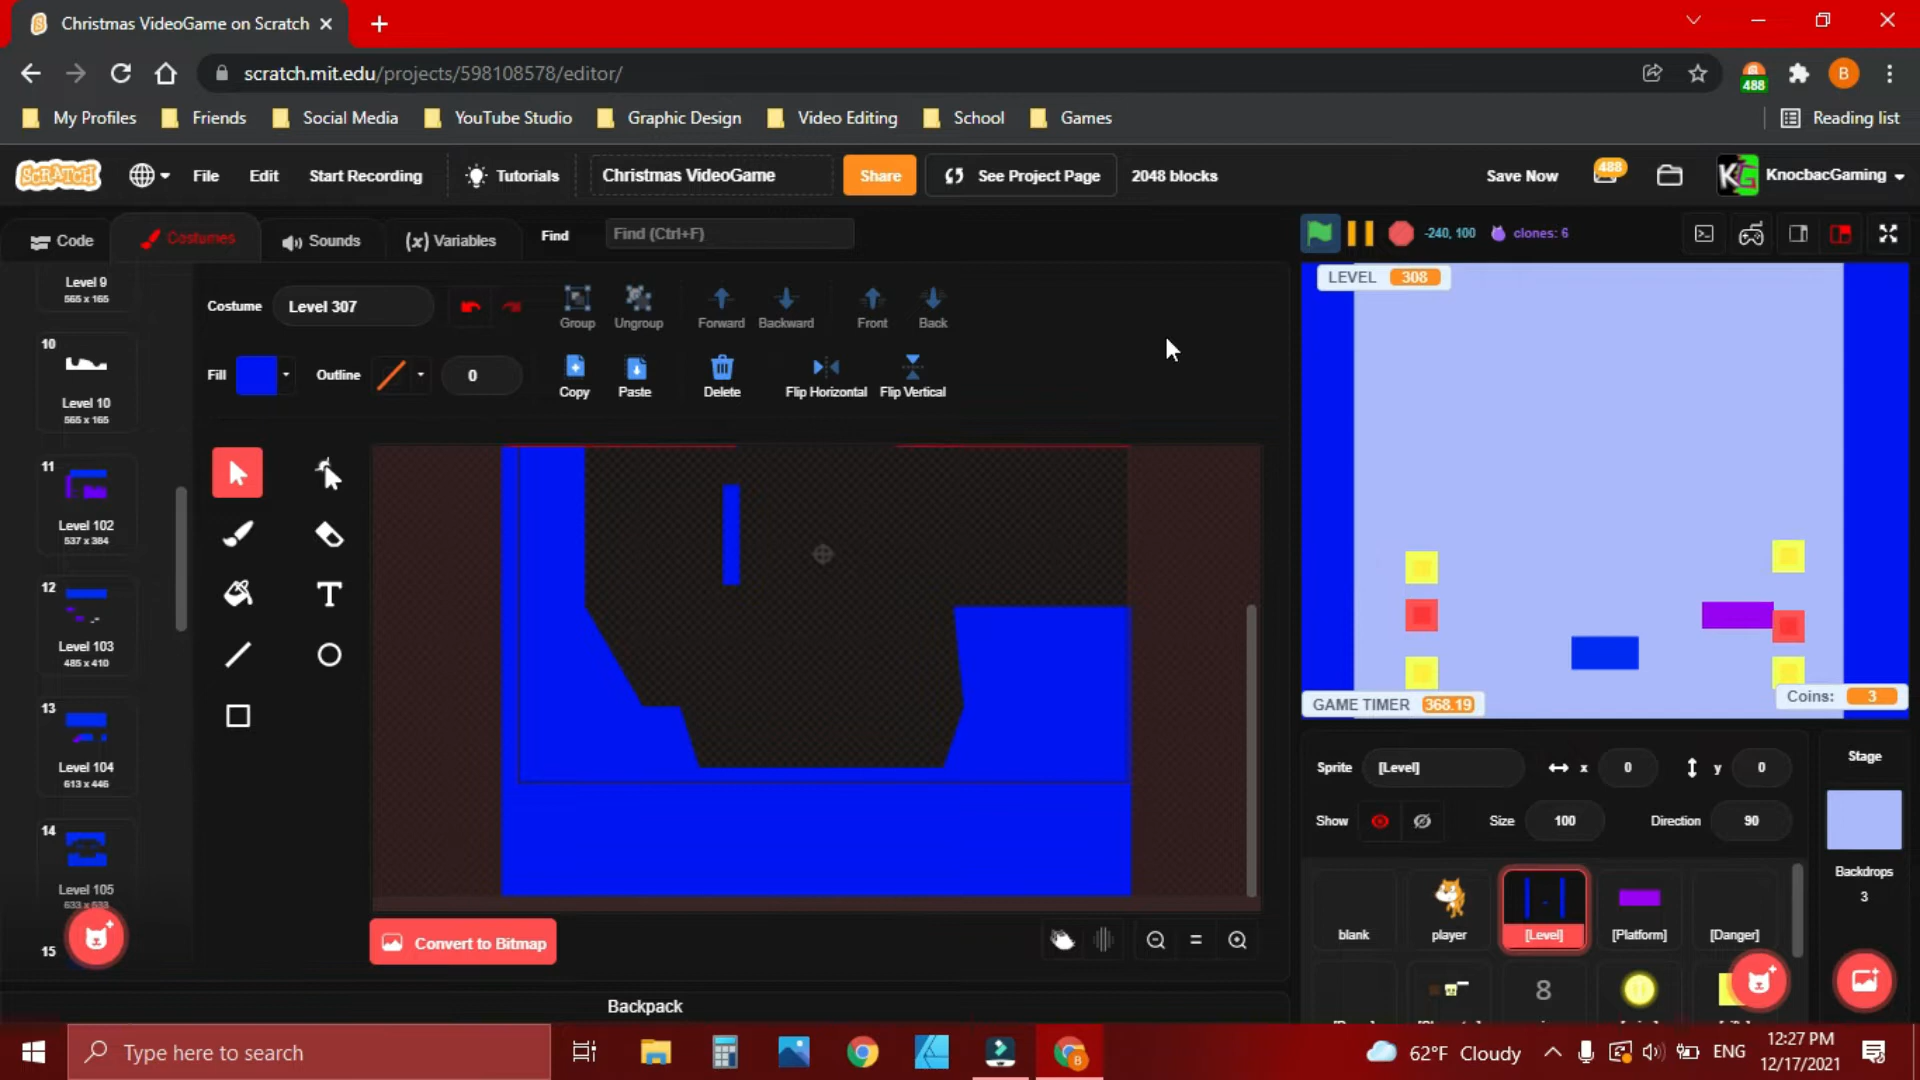 Christmas VideoGame on Scratch
scratch.mit.edu/projects/598108578/editor/
488
B
My Profiles
Friends
Social Media
YouTube Studio
Graphic Design
Video Editing
School
Games
Reading list
SCRATCH
File
Edit
Start Recording
Tutorials
Christmas VideoGame
Share
See Project Page
2048 blocks
Save Now
488
KG
KnocbacGaming
Code
Costumes
Sounds
(x) Variables
Find
Find (Ctrl+F)
-240, 100
clones: 6
Level 9
565 x 165
10
Level 10
565 x 165
11
Level 102
537 x 384
12
Level 103
485 x 410
13
Level 104
613 x 446
14
Level 105
633 x 533
15
Costume
Level 307
Group
Ungroup
Forward
Backward
Front
Back
Fill
Outline
0
Copy
Paste
Delete
Flip Horizontal
Flip Vertical
T
Convert to Bitmap
Backpack
LEVEL 308
GAME TIMER 368.19
Coins: 3
Sprite
[Level]
x
0
y
0
Show
Size
100
Direction
90
Stage
Backdrops
3
blank
player
[Level]
[Platform]
[Danger]
8
Type here to search
B
62°F Cloudy
ENG
12:27 PM
12/17/2021